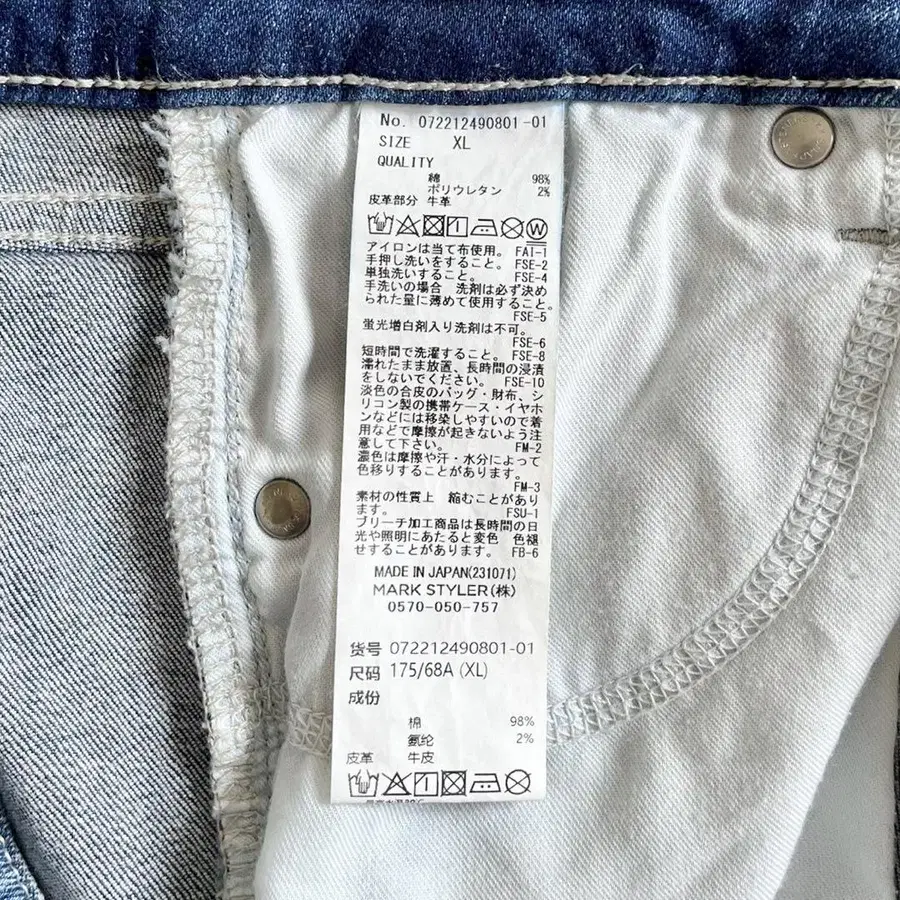 No. 072212490801-01
SIZE XL
QUALITY
綿 98%
ポリウレタン 2%
皮革部分 牛革
アイロンは当て布使用。 FAI-1
手押し洗いをすること。 FSE-2
単独洗いすること。 FSE-4
手洗いの場合 洗剤は必ず決め
られた量に薄めて使用すること。
FSE-5
蛍光増白剤入り洗剤は不可。
FSE-6
短時間で洗濯すること。 FSE-8
濡れたまま放置、長時間の浸漬
をしないでください。 FSE-10
淡色の合皮のバッグ・財布、シ
リコン製の携帯ケース・イヤホ
ンなどには移染しやすいので着
用などで摩擦が起きないよう注
意して下さい。 FM-2
濃色は摩擦や汗・水分によって
色移りすることがあります。
FM-3
素材の性質上 縮むことがあり
ます。 FSU-1
ブリーチ加工商品は長時間の日
光や照明にあたると変色 色褪
せすることがあります。 FB-6
MADE IN JAPAN(231071)
MARK STYLER(株)
0570-050-757
货号 072212490801-01
尺码 175/68A (XL)
成份
棉 98%
氨纶 2%
皮革 牛皮